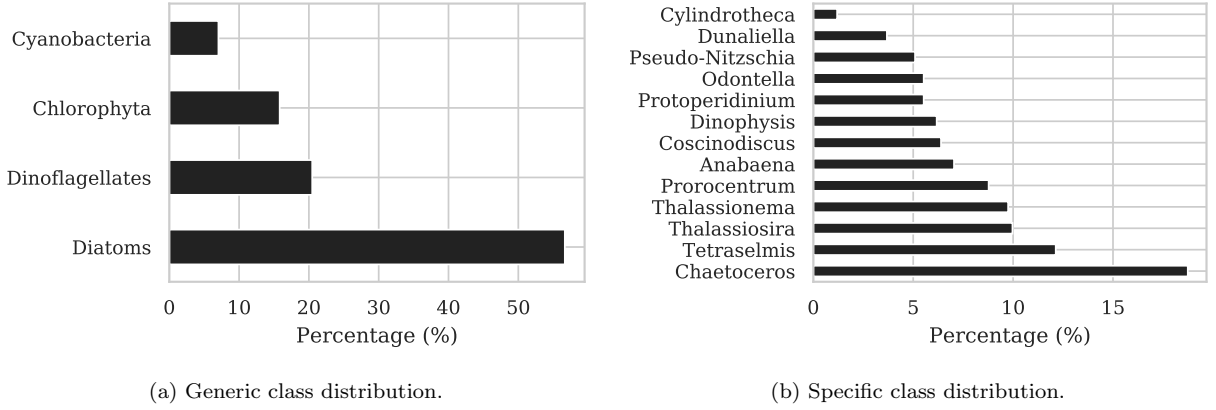 Cyanobacteria
Chlorophyta
Dinoflagellates
Diatoms
0 10 20 30 40 50
Percentage (%)
(a) Generic class distribution.
Cylindrotheca
Dunaliella
Pseudo-Nitzschia
Odontella
Protoperidinium
Dinophysis
Coscinodiscus
Anabaena
Prorocentrum
Thalassionema
Thalassiosira
Tetraselmis
Chaetoceros
0 5 10 15
Percentage (%)
(b) Specific class distribution.